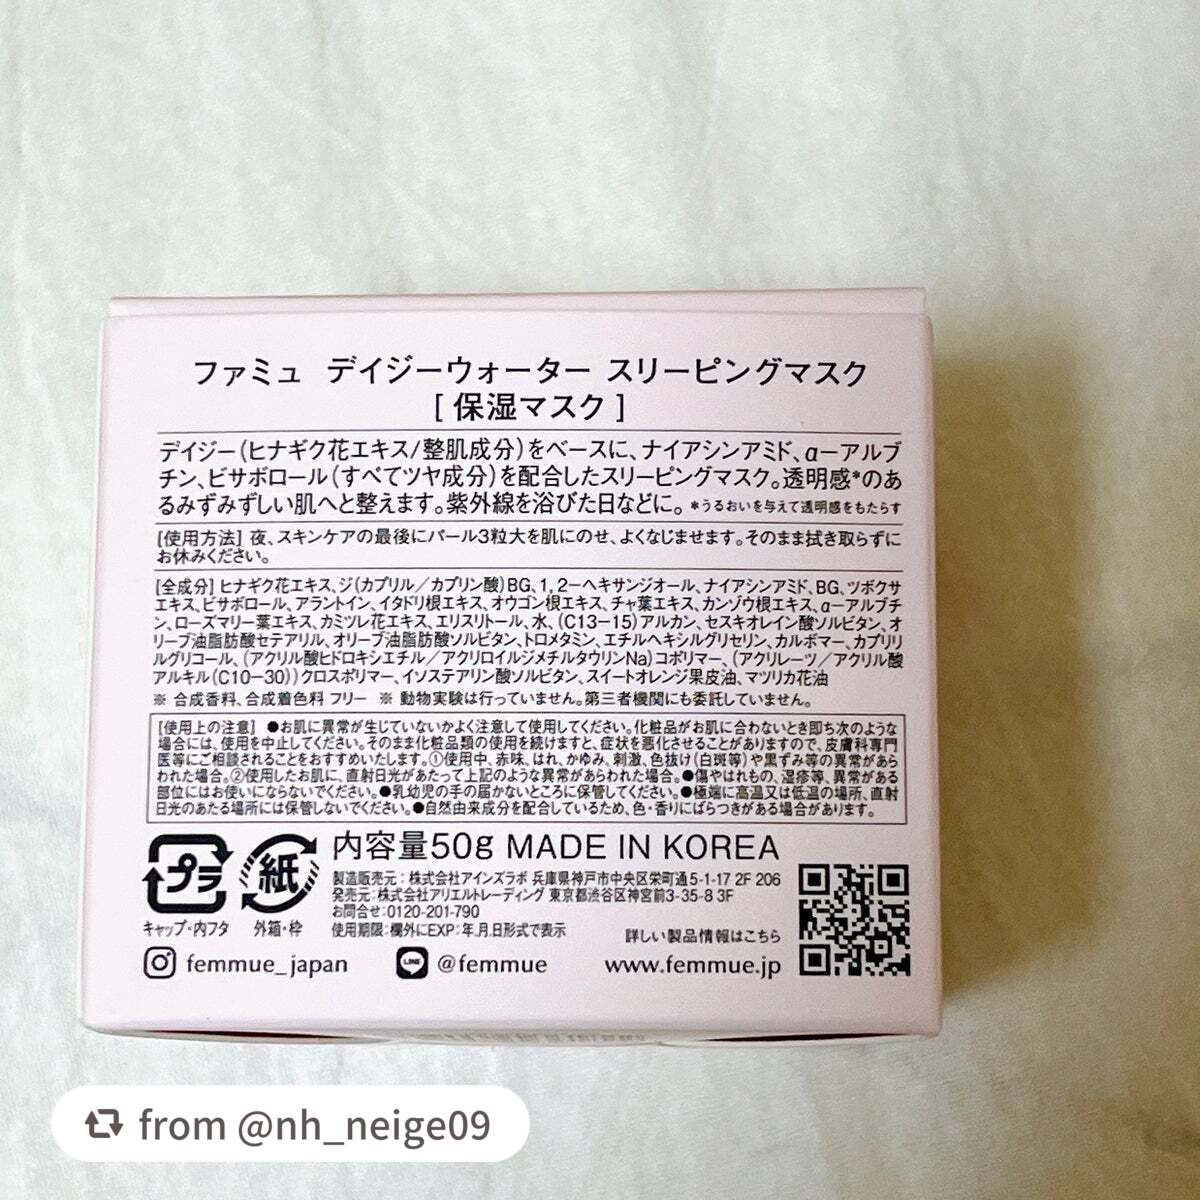 ファミュ デイジーウォーター スリーピングマスク
[ 保湿マスク ]
デイジー(ヒナギク花エキス/整肌成分)をベースに、ナイアシンアミド、α－アルブ
チン、ビサボロール(すべてツヤ成分)を配合したスリーピングマスク。透明感*のあ
るみずみずしい肌へと整えます。紫外線を浴びた日などに。 *うるおいを与えて透明感をもたらす
[使用方法] 夜、スキンケアの最後にパール3粒大を肌にのせ、よくなじませます。そのまま拭き取らずに
お休みください。
[全成分] ヒナギク花エキス、ジ(カプリル／カプリン酸)BG、1,2－ヘキサンジオール、ナイアシンアミド、BG、ツボクサ
エキス、ビサボロール、アラントイン、イタドリ根エキス、オウゴン根エキス、チャ葉エキス、カンゾウ根エキス、α－アルブチ
ン、ローズマリー葉エキス、カミツレ花エキス、エリスリトール、水、(C13－15)アルカン、セスキオレイン酸ソルビタン、オ
リーブ油脂肪酸セテアリル、オリーブ油脂肪酸ソルビタン、トロメタミン、エチルヘキシルグリセリン、カルボマー、カプリリ
ルグリコール、(アクリル酸ヒドロキシエチル／アクリロイルジメチルタウリンNa)コポリマー、(アクリレーツ／アクリル酸
アルキル(C10－30))クロスポリマー、イソステアリン酸ソルビタン、スイートオレンジ果皮油、マツリカ花油
※ 合成香料、合成着色料 フリー ※ 動物実験は行っていません。第三者機関にも委託していません。
[使用上の注意] ●お肌に異常が生じていないかよく注意して使用してください。化粧品がお肌に合わないとき即ち次のような
場合には、使用を中止してください。そのまま化粧品類の使用を続けますと、症状を悪化させることがありますので、皮膚科専門
医等にご相談されることをおすすめいたします。①使用中、赤味、はれ、かゆみ、刺激、色抜け(白斑等)や黒ずみ等の異常があら
われた場合。②使用したお肌に、直射日光があたって上記のような異常があらわれた場合。●傷やはれもの、湿疹等、異常がある
部位にはお使いにならないでください。●乳幼児の手の届かないところに保管してください。●極端に高温又は低温の場所、直射
日光のあたる場所には保管しないでください。●自然由来成分を配合しているため、色・香りにばらつきがある場合があります。
プラ
キャップ・内フタ
紙
外箱・枠
内容量50g MADE IN KOREA
製造販売元：株式会社アインズラボ 兵庫県神戸市中央区栄町通5-1-17 2F 206
発売元：株式会社アリエルトレーディング 東京都渋谷区神宮前3-35-8 3F
お問合せ：0120-201-790
使用期限：欄外にEXP：年.月.日形式で表示
詳しい製品情報はこちら
femmue_japan
LINE @femmue
www.femmue.jp
from @nh_neige09